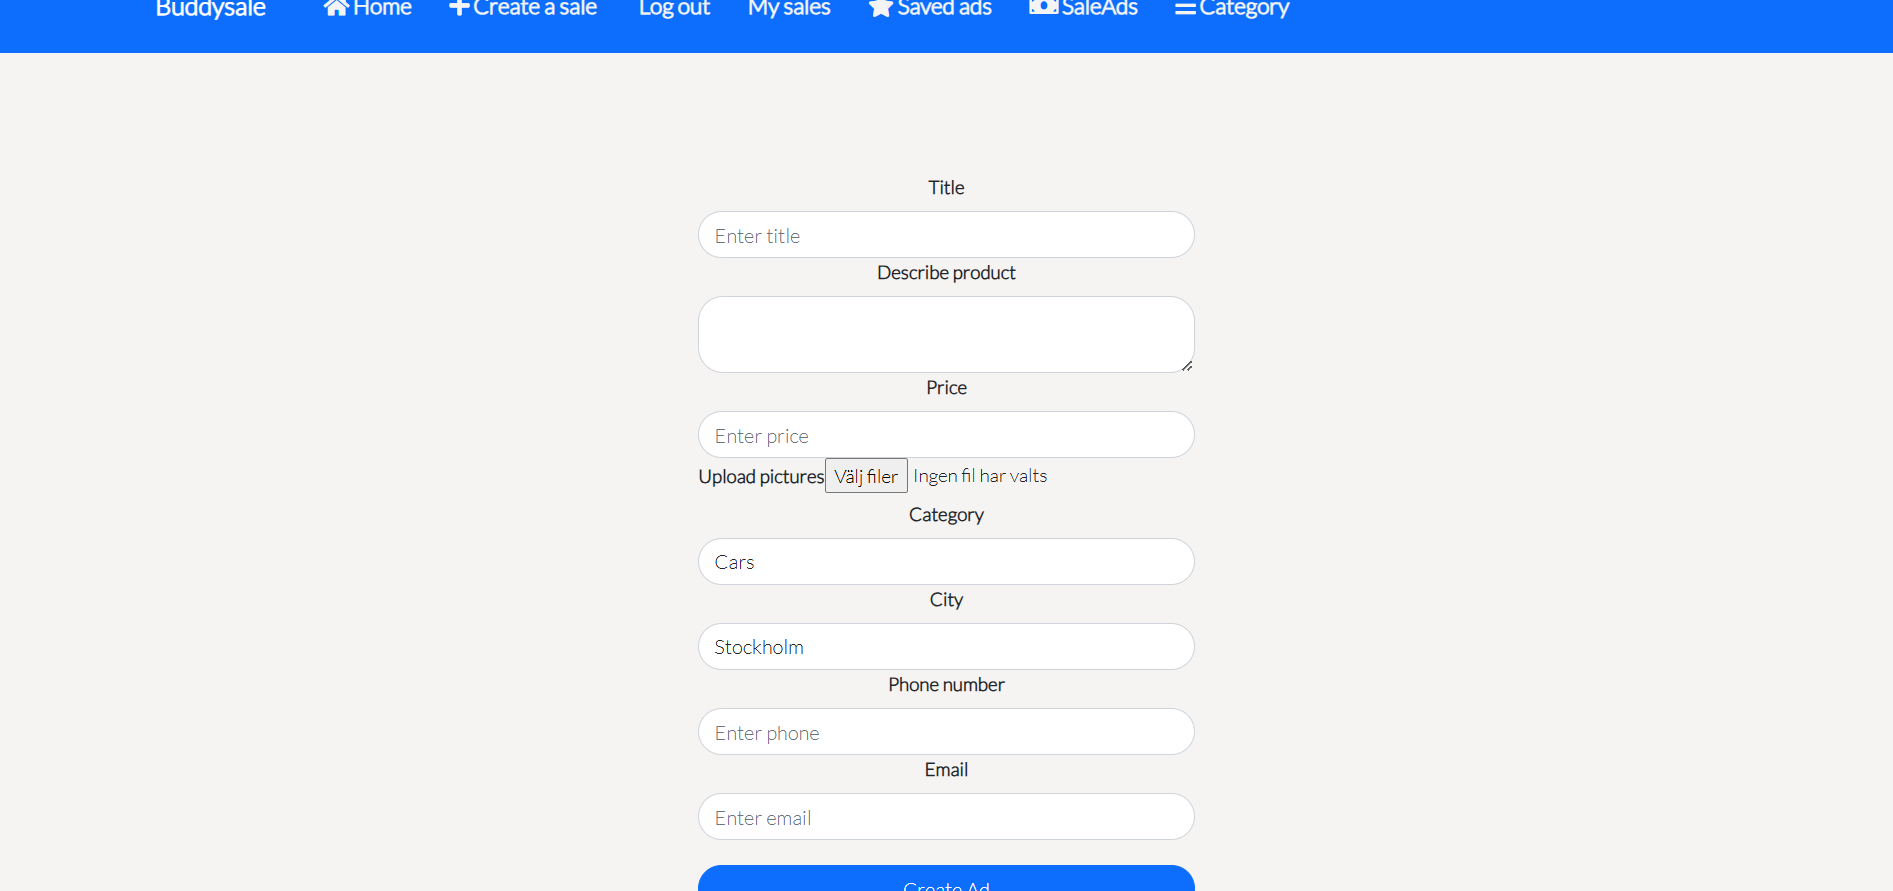 Buddysale Home Create a sale Log out My sales Saved ads SaleAds Category
Title
Enter title
Describe product
Price
Enter price
Upload pictures Välj filer Ingen fil har valts
Category
Cars
City
Stockholm
Phone number
Enter phone
Email
Enter email
Create Ad